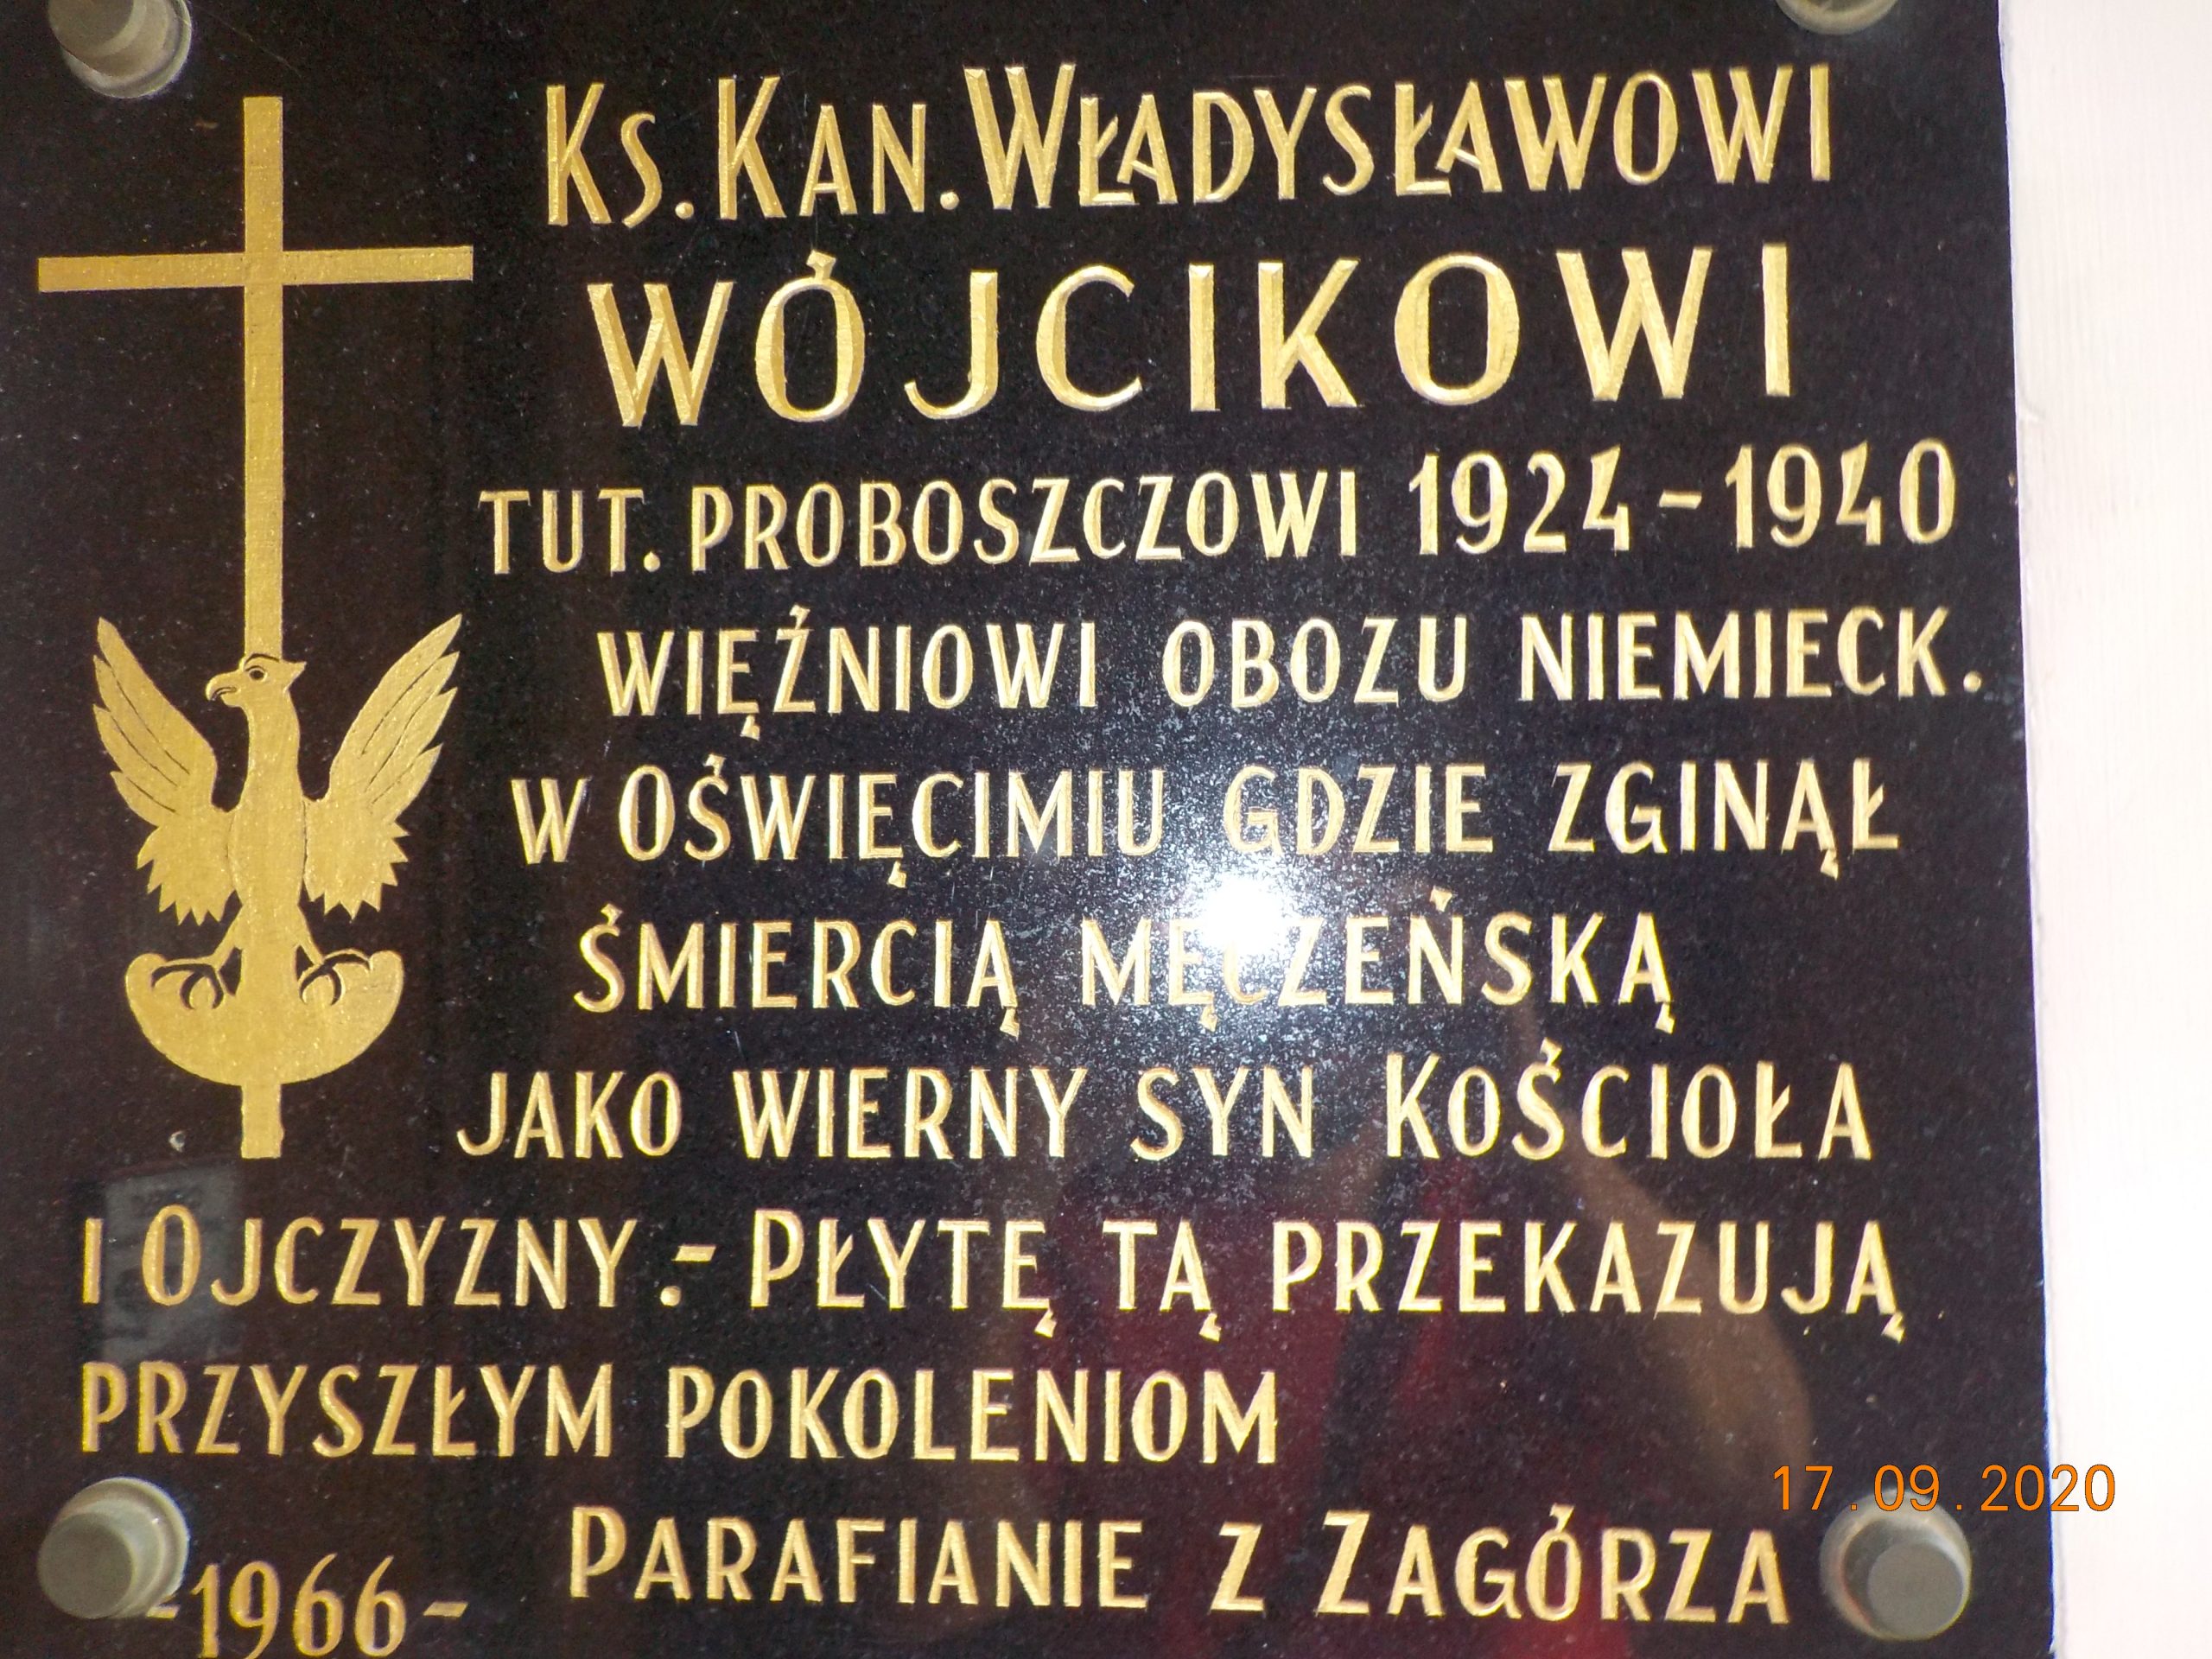 Ks. Kan. Władysławowi
WÓJCIKOWI
TUT. PROBOSZCZOWI 1924-1940
WIĘŹNIOWI OBOZU NIEMIECK.
W OŚWIĘCIMIU GDZIE ZGINĄŁ
ŚMIERCIĄ MĘCZEŃSKĄ
JAKO WIERNY SYN KOŚCIOŁA
I OJCZYZNY.- PŁYTĘ TĄ PRZEKAZUJĄ
PRZYSZŁYM POKOLENIOM
PARAFIANIE Z ZAGÓRZA
-1966-
17.09.2020